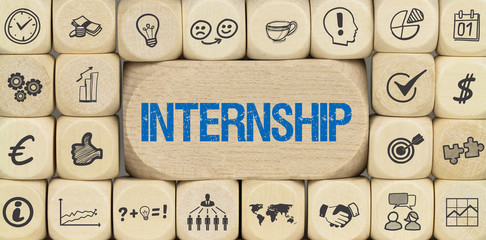 01
INTERNSHIP
$
€
i
?+💡=!